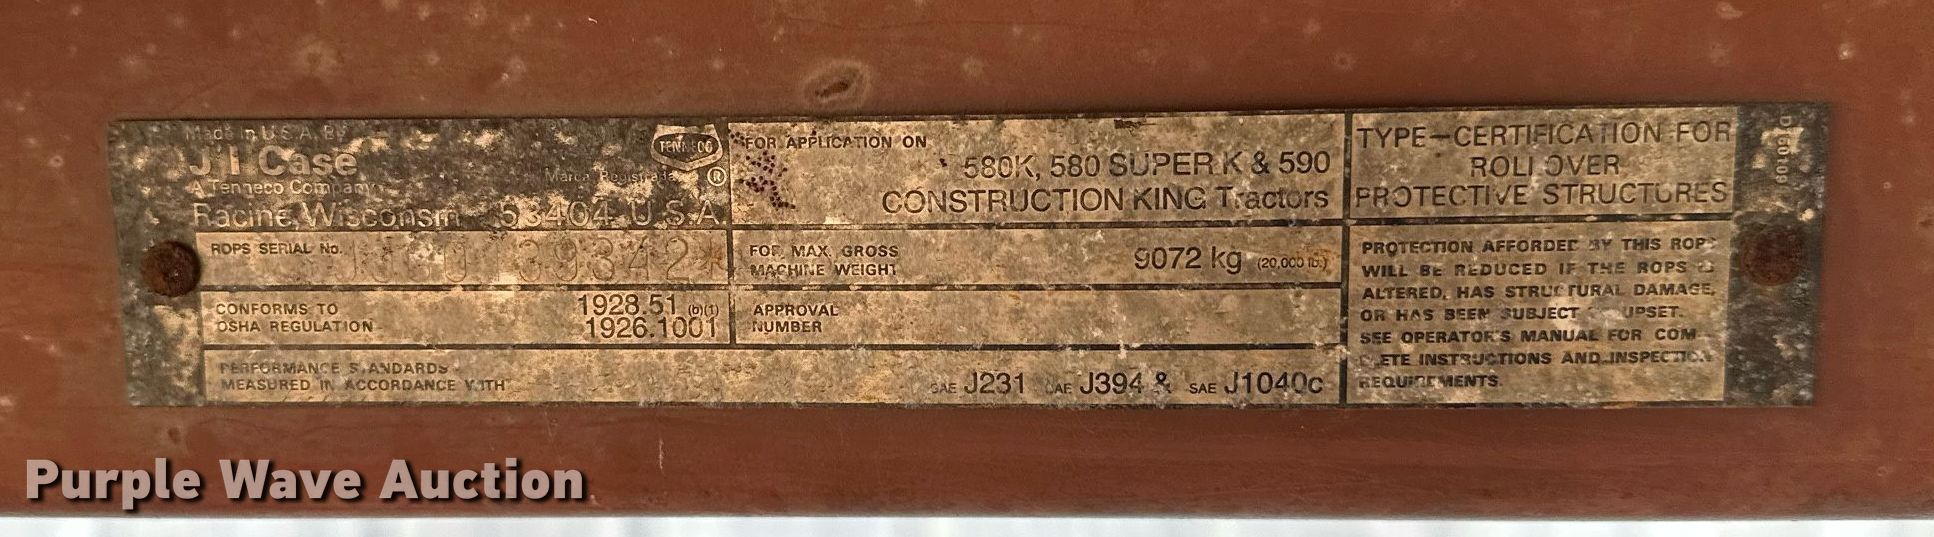 Made in U.S.A. By
J I Case
A Tenneco Company
Racine, Wisconsin 53404 U.S.A.
TENNECO
Marca Registrada
®
FOR APPLICATION ON
580K, 580 SUPER K & 590
CONSTRUCTION KING Tractors
TYPE-CERTIFICATION FOR
ROLL OVER
PROTECTIVE STRUCTURES
ROPS SERIAL No.
FOR MAX. GROSS
MACHINE WEIGHT
9072 kg (20,000 lb.)
CONFORMS TO
OSHA REGULATION
1928.51 (b)(1)
1926.1001
APPROVAL
NUMBER
PERFORMANCE STANDARDS
MEASURED IN ACCORDANCE WITH
SAE J231 SAE J394 & SAE J1040c
PROTECTION AFFORDED BY THIS ROPS
WILL BE REDUCED IF THE ROPS IS
ALTERED, HAS STRUCTURAL DAMAGE,
OR HAS BEEN SUBJECT TO UPSET.
SEE OPERATOR'S MANUAL FOR COM-
PLETE INSTRUCTIONS AND INSPECTION
REQUIREMENTS.
Purple Wave Auction